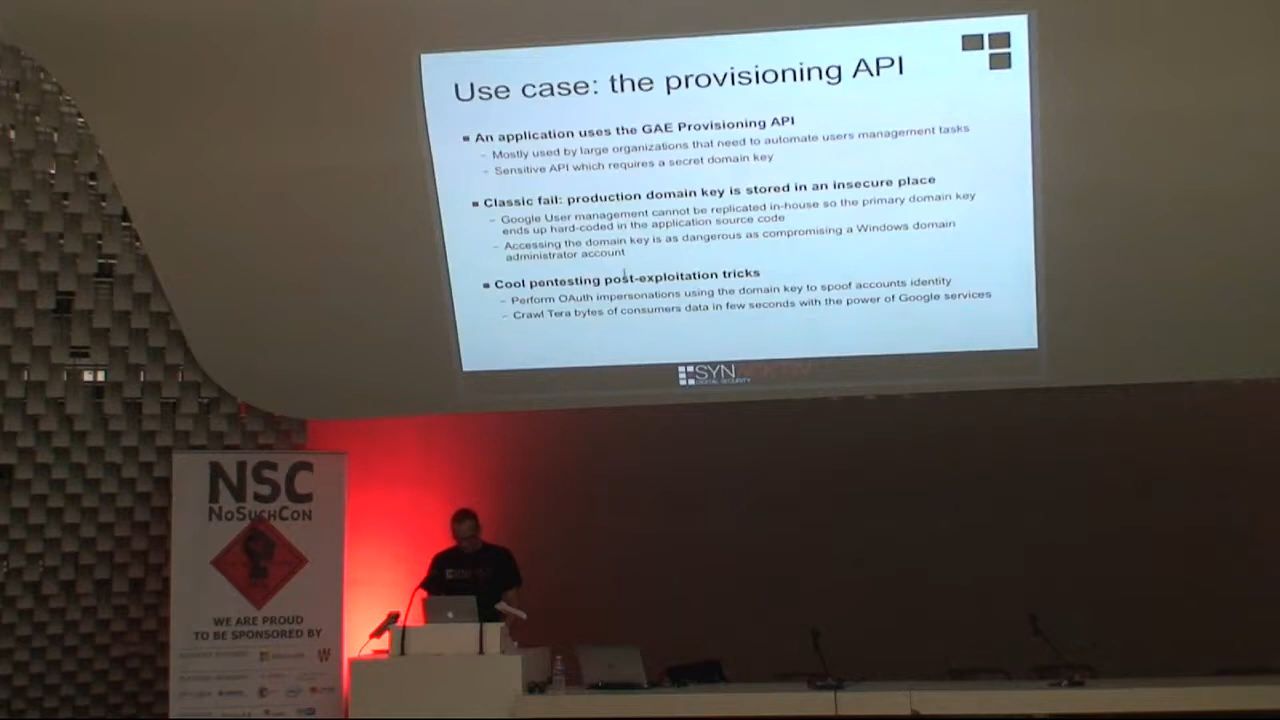 Use case: the provisioning API
An application uses the GAE Provisioning API
– Mostly used by large organizations that need to automate users management tasks
– Sensitive API which requires a secret domain key
Classic fail: production domain key is stored in an insecure place
– Google User management cannot be replicated in-house so the primary domain key
ends up hard-coded in the application source code
– Accessing the domain key is as dangerous as compromising a Windows domain
administrator account
Cool pentesting post-exploitation tricks
– Perform OAuth impersonations using the domain key to spoof accounts identity
– Crawl Tera bytes of consumers data in few seconds with the power of Google services
SYNACKTIV
DIGITAL SECURITY
NSC
NoSuchCon
WE ARE PROUD
TO BE SPONSORED BY